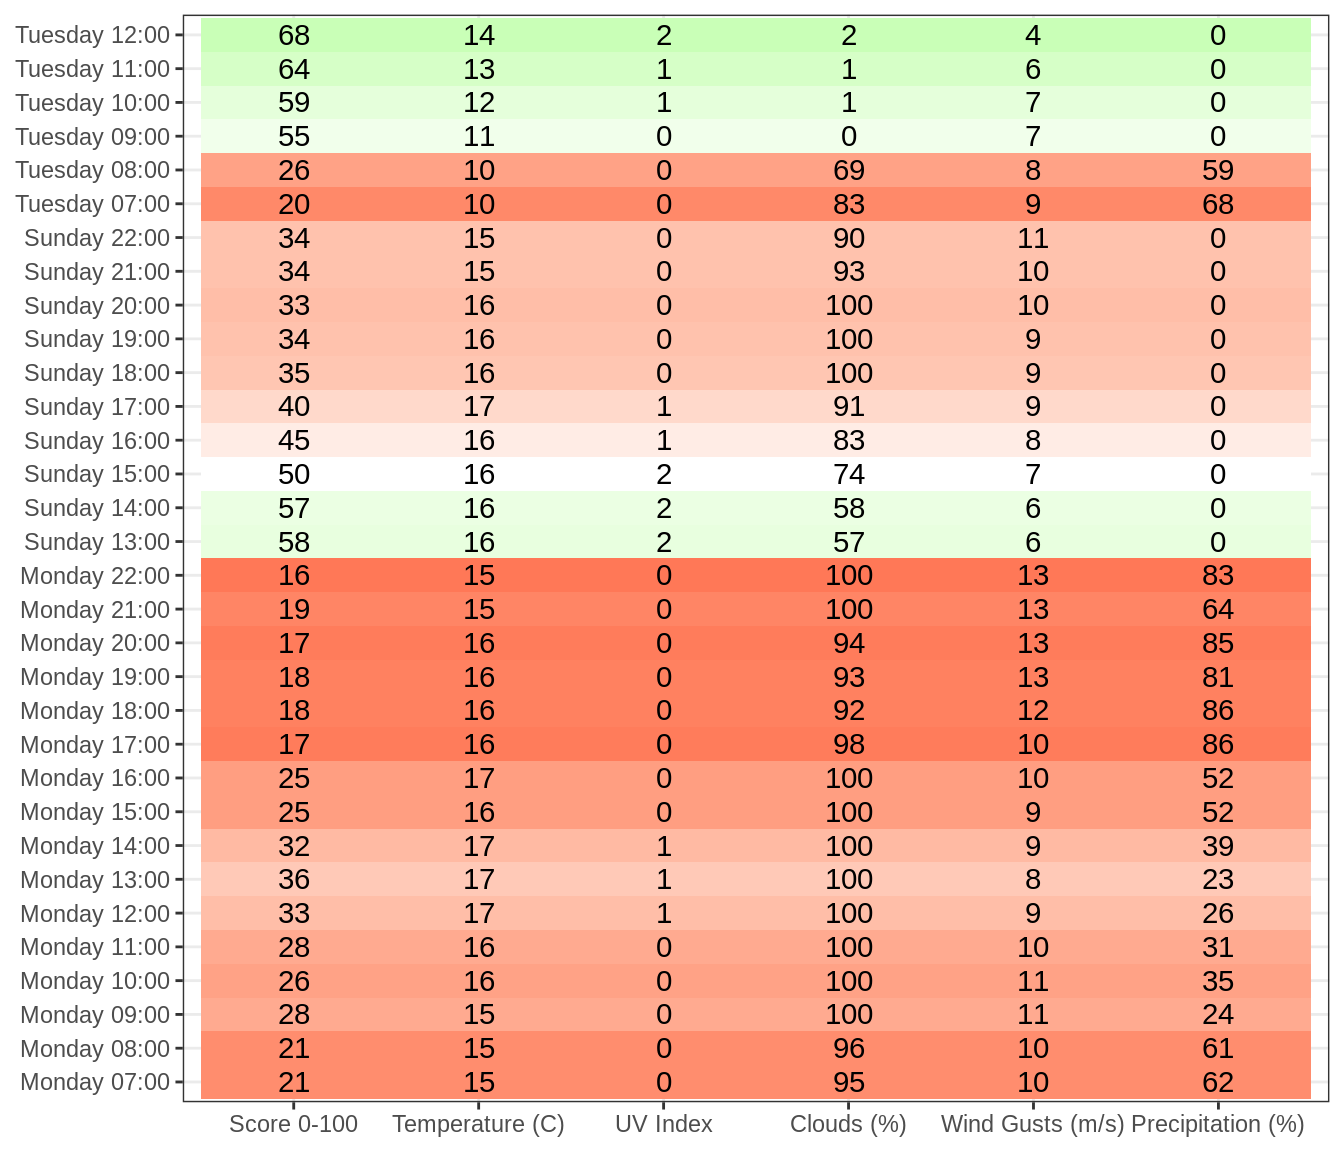 Tuesday 12:00 68 14 2 2 4 0
Tuesday 11:00 64 13 1 1 6 0
Tuesday 10:00 59 12 1 1 7 0
Tuesday 09:00 55 11 0 0 7 0
Tuesday 08:00 26 10 0 69 8 59
Tuesday 07:00 20 10 0 83 9 68
Sunday 22:00 34 15 0 90 11 0
Sunday 21:00 34 15 0 93 10 0
Sunday 20:00 33 16 0 100 10 0
Sunday 19:00 34 16 0 100 9 0
Sunday 18:00 35 16 0 100 9 0
Sunday 17:00 40 17 1 91 9 0
Sunday 16:00 45 16 1 83 8 0
Sunday 15:00 50 16 2 74 7 0
Sunday 14:00 57 16 2 58 6 0
Sunday 13:00 58 16 2 57 6 0
Monday 22:00 16 15 0 100 13 83
Monday 21:00 19 15 0 100 13 64
Monday 20:00 17 16 0 94 13 85
Monday 19:00 18 16 0 93 13 81
Monday 18:00 18 16 0 92 12 86
Monday 17:00 17 16 0 98 10 86
Monday 16:00 25 17 0 100 10 52
Monday 15:00 25 16 0 100 9 52
Monday 14:00 32 17 1 100 9 39
Monday 13:00 36 17 1 100 8 23
Monday 12:00 33 17 1 100 9 26
Monday 11:00 28 16 0 100 10 31
Monday 10:00 26 16 0 100 11 35
Monday 09:00 28 15 0 100 11 24
Monday 08:00 21 15 0 96 10 61
Monday 07:00 21 15 0 95 10 62
Score 0-100 Temperature (C) UV Index Clouds (%) Wind Gusts (m/s) Precipitation (%)